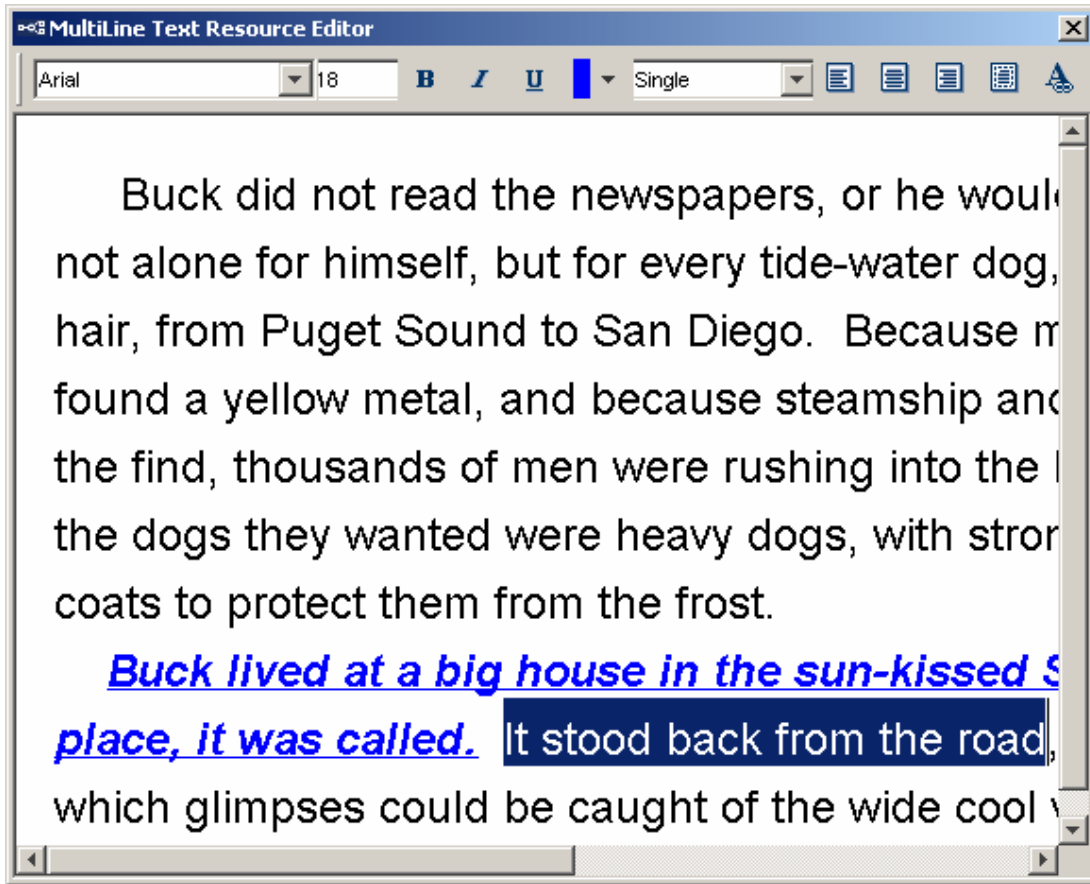 MultiLine Text Resource Editor
Arial 18 B I U Single A
Buck did not read the newspapers, or he
not alone for himself, but for every tide-water dog,
hair, from Puget Sound to San Diego. Because
found a yellow metal, and because steamship
the find, thousands of men were rushing into the
the dogs they wanted were heavy dogs, with
coats to protect them from the frost.
Buck lived at a big house in the sun-kissed
place, it was called. It stood back from the road,
which glimpses could be caught of the wide cool